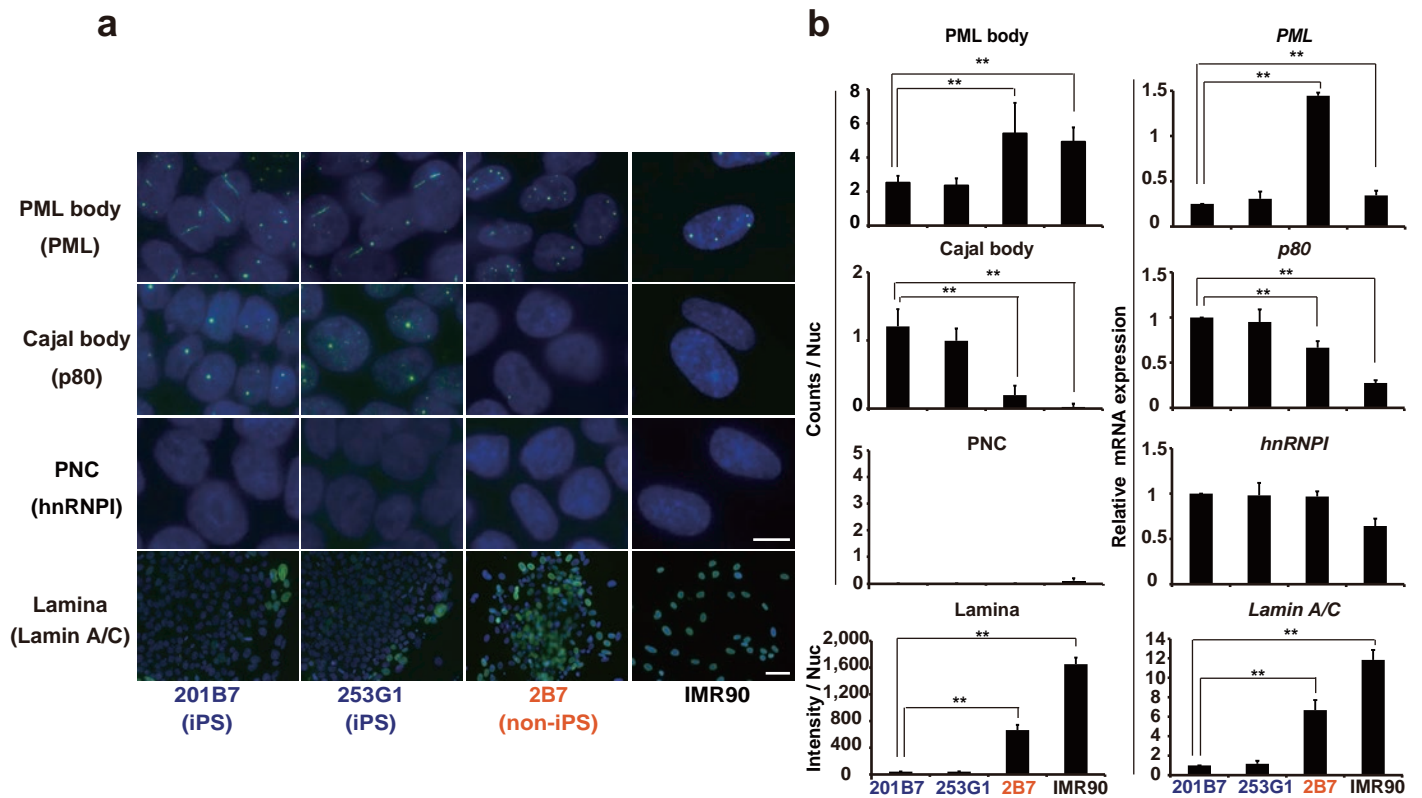 a
PML body
(PML)
Cajal body
(p80)
PNC
(hnRNPI)
Lamina
(Lamin A/C)
201B7
(iPS)
253G1
(iPS)
2B7
(non-iPS)
IMR90
b
PML body
**
**
8
6
4
2
0
Cajal body
**
**
2
1
0
PNC
5
4
3
2
1
0
Counts / Nuc
Lamina
2,000
1,600
1,200
800
400
0
**
**
Intensity / Nuc
201B7 253G1 2B7 IMR90
PML
**
**
1.5
1
0.5
0
p80
**
**
1.5
1
0.5
0
hnRNPI
1.5
1
0.5
0
Relative mRNA expression
Lamin A/C
14
12
10
8
6
4
2
0
**
**
201B7 253G1 2B7 IMR90